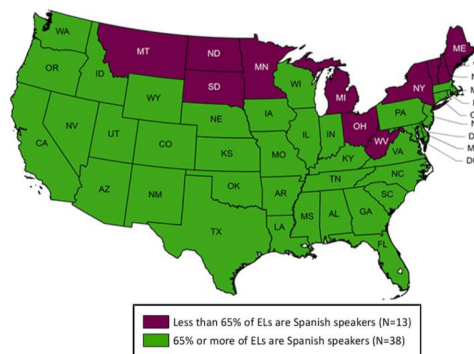 WA
MT
ND
MN
ME
OR
ID
SD
WI
MI
NY
WY
NE
IA
PA
NV
UT
CO
IL
IN
OH
WV
CA
KS
MO
KY
VA
AZ
NM
OK
AR
TN
NC
SC
TX
LA
MS
AL
GA
FL
Less than 65% of ELs are Spanish speakers (N=13)
65% or more of ELs are Spanish speakers (N=38)